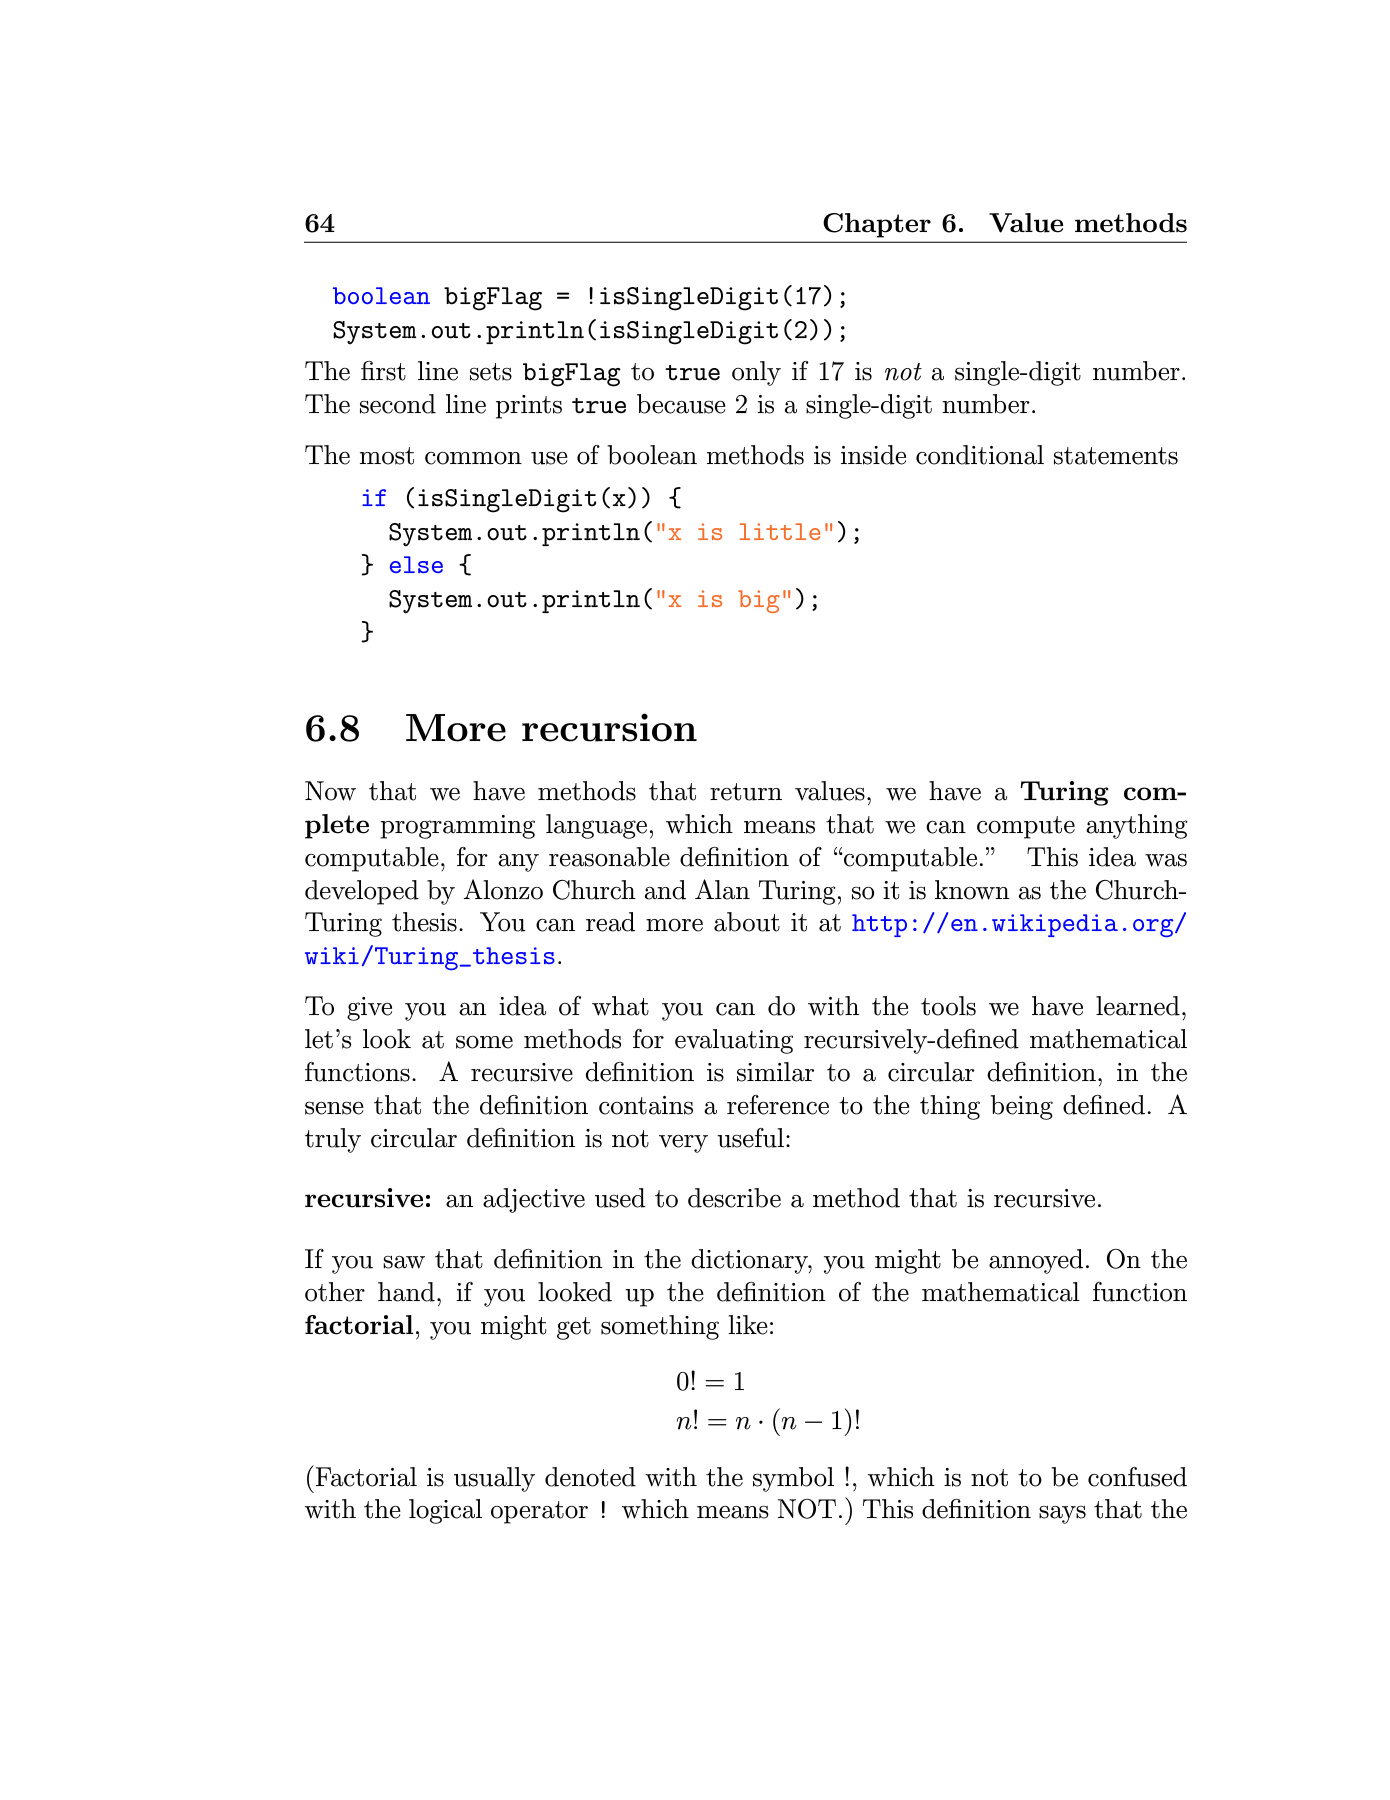 64 Chapter 6. Value methods
boolean bigFlag = !isSingleDigit(17);
System.out.println(isSingleDigit(2));
The first line sets bigFlag to true only if 17 is not a single-digit number.
The second line prints true because 2 is a single-digit number.
The most common use of boolean methods is inside conditional statements
if (isSingleDigit(x)) {
  System.out.println("x is little");
} else {
  System.out.println("x is big");
}
6.8 More recursion
Now that we have methods that return values, we have a Turing com-
plete programming language, which means that we can compute anything
computable, for any reasonable definition of “computable.” This idea was
developed by Alonzo Church and Alan Turing, so it is known as the Church-
Turing thesis. You can read more about it at http://en.wikipedia.org/
wiki/Turing_thesis.
To give you an idea of what you can do with the tools we have learned,
let’s look at some methods for evaluating recursively-defined mathematical
functions. A recursive definition is similar to a circular definition, in the
sense that the definition contains a reference to the thing being defined. A
truly circular definition is not very useful:
recursive: an adjective used to describe a method that is recursive.
If you saw that definition in the dictionary, you might be annoyed. On the
other hand, if you looked up the definition of the mathematical function
factorial, you might get something like:
0! = 1
n! = n · (n − 1)!
(Factorial is usually denoted with the symbol !, which is not to be confused
with the logical operator ! which means NOT.) This definition says that the